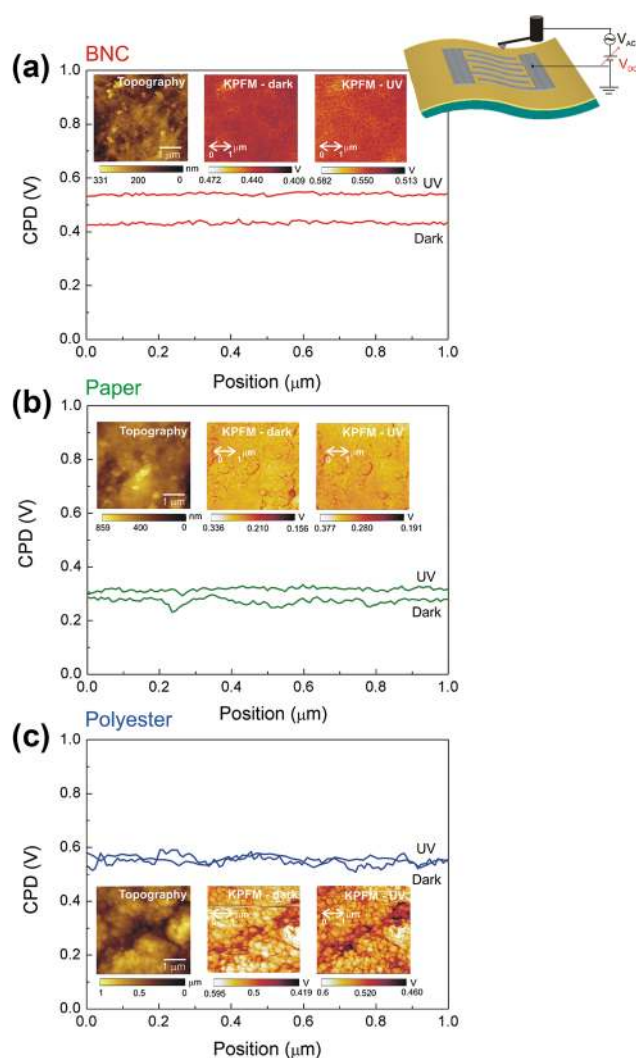 BNC
(a)
V_AC
V_DC
Topography
KPFM - dark
KPFM - UV
1 μm
0 1 μm
0 1 μm
nm
V
V
331 200 0
0.472 0.440 0.409
0.582 0.550 0.513
UV
Dark
CPD (V)
1.0
0.8
0.6
0.4
0.2
0.0
0.0 0.2 0.4 0.6 0.8 1.0
Position (μm)
Paper
(b)
Topography
KPFM - dark
KPFM - UV
1 μm
0 1 μm
0 1 μm
nm
V
V
859 400 0
0.336 0.210 0.156
0.377 0.280 0.191
UV
Dark
CPD (V)
1.0
0.8
0.6
0.4
0.2
0.0
0.0 0.2 0.4 0.6 0.8 1.0
Position (μm)
Polyester
(c)
UV
Dark
Topography
KPFM - dark
KPFM - UV
1 μm
0 1 μm
0 1 μm
μm
V
V
1 0.5 0
0.595 0.5 0.419
0.6 0.520 0.460
CPD (V)
1.0
0.8
0.6
0.4
0.2
0.0
0.0 0.2 0.4 0.6 0.8 1.0
Position (μm)